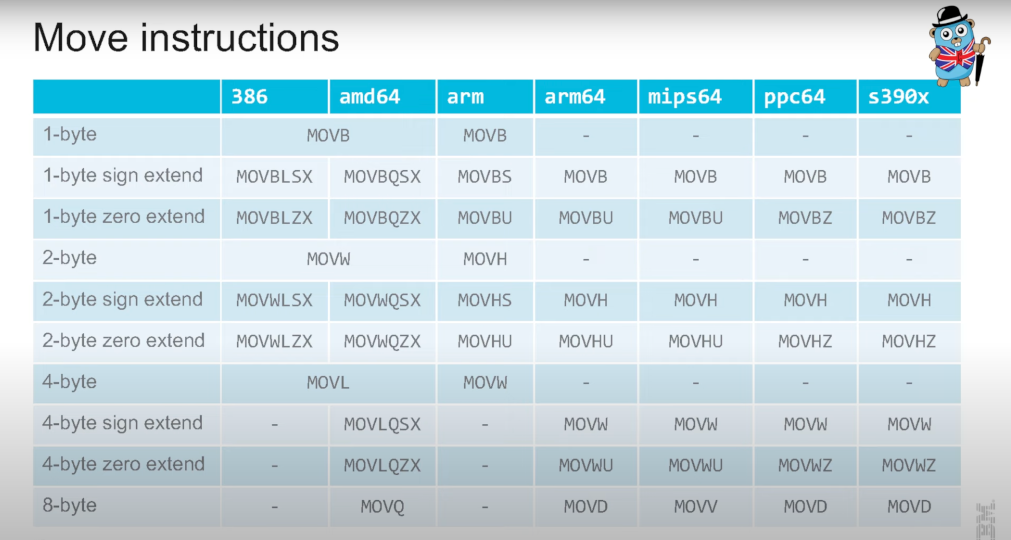 Move instructions
386 amd64 arm arm64 mips64 ppc64 s390x
1-byte MOVB MOVB - - - -
1-byte sign extend MOVBLSX MOVBQSX MOVBS MOVB MOVB MOVB MOVB
1-byte zero extend MOVBLZX MOVBQZX MOVBU MOVBU MOVBU MOVBZ MOVBZ
2-byte MOVW MOVH - - - -
2-byte sign extend MOVWLSX MOVWQSX MOVHS MOVH MOVH MOVH MOVH
2-byte zero extend MOVWLZX MOVWQZX MOVHU MOVHU MOVHU MOVHZ MOVHZ
4-byte MOVL MOVW - - - -
4-byte sign extend - MOVLQSX - MOVW MOVW MOVW MOVW
4-byte zero extend - MOVLQZX - MOVWU MOVWU MOVWZ MOVWZ
8-byte - MOVQ - MOVD MOVV MOVD MOVD
IBM